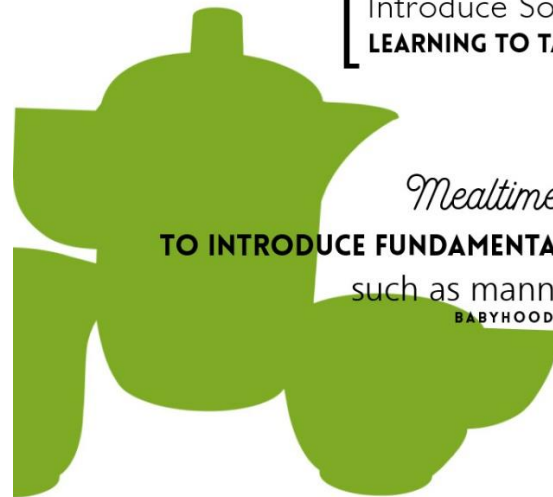 Introduce So
LEARNING TO TA
Mealtime
TO INTRODUCE FUNDAMENTA
such as mann
BABYHOOD